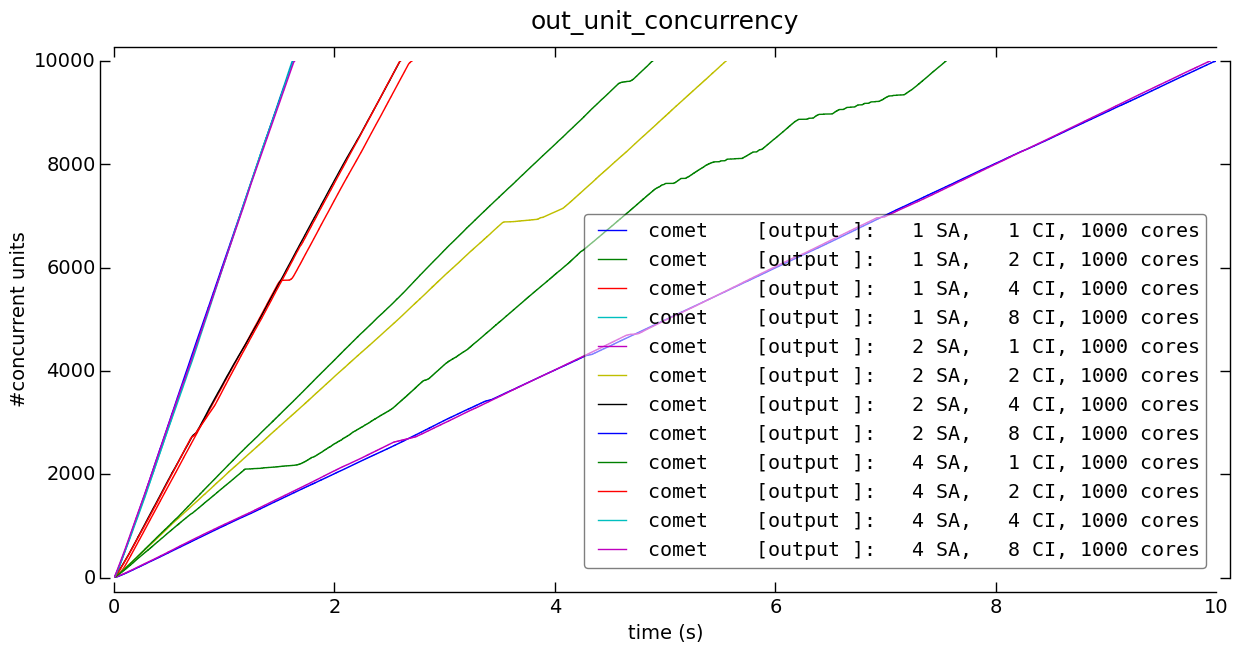 out_unit_concurrency
10000
8000
6000
4000
2000
0
#concurrent units
comet    [output ]:   1 SA,   1 CI, 1000 cores
comet    [output ]:   1 SA,   2 CI, 1000 cores
comet    [output ]:   1 SA,   4 CI, 1000 cores
comet    [output ]:   1 SA,   8 CI, 1000 cores
comet    [output ]:   2 SA,   1 CI, 1000 cores
comet    [output ]:   2 SA,   2 CI, 1000 cores
comet    [output ]:   2 SA,   4 CI, 1000 cores
comet    [output ]:   2 SA,   8 CI, 1000 cores
comet    [output ]:   4 SA,   1 CI, 1000 cores
comet    [output ]:   4 SA,   2 CI, 1000 cores
comet    [output ]:   4 SA,   4 CI, 1000 cores
comet    [output ]:   4 SA,   8 CI, 1000 cores
0 2 4 6 8 10
time (s)